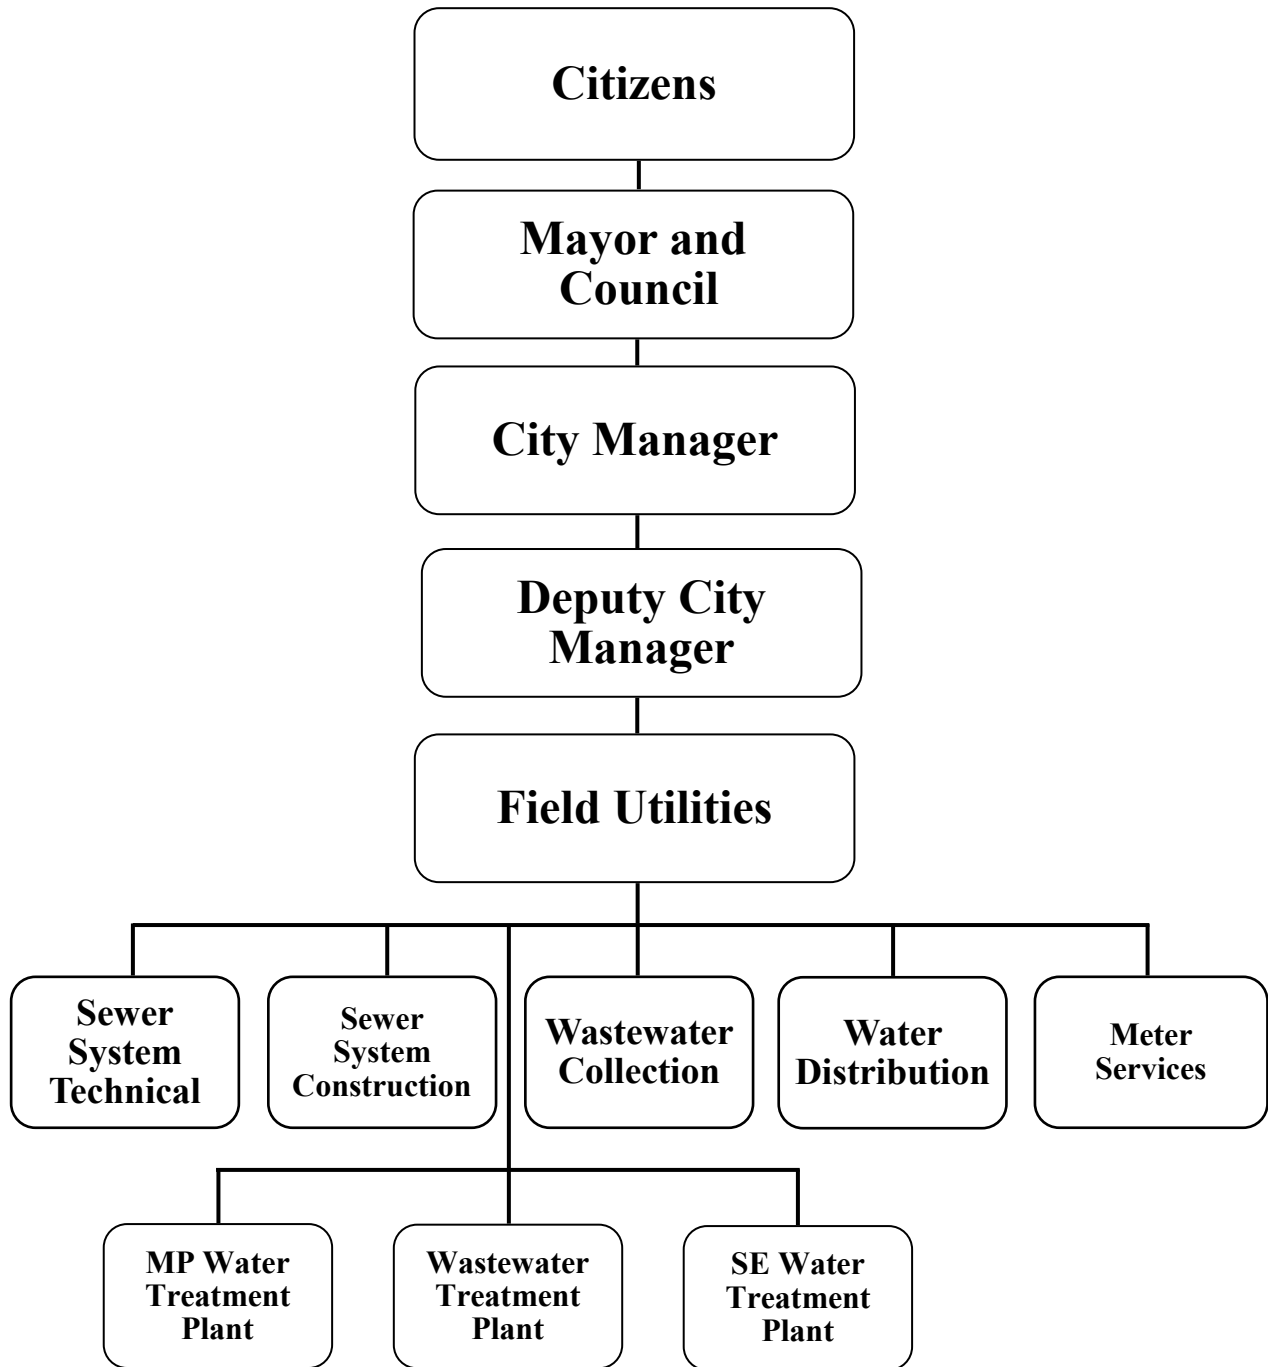 Citizens
Mayor and
Council
City Manager
Deputy City
Manager
Field Utilities
Sewer
System
Technical
Sewer
System
Construction
Wastewater
Collection
Water
Distribution
Meter
Services
MP Water
Treatment
Plant
Wastewater
Treatment
Plant
SE Water
Treatment
Plant